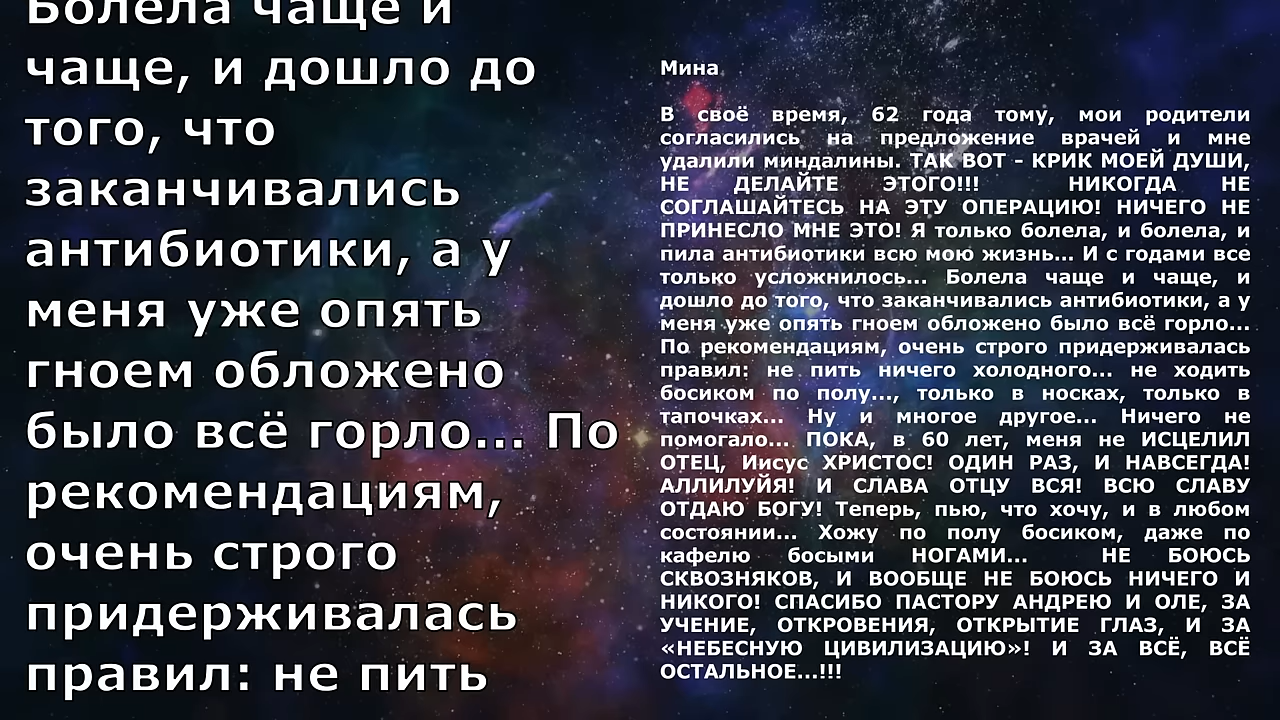 Болела чаще и
чаще, и дошло до
того, что
заканчивались
антибиотики, а у
меня уже опять
гноем обложено
было всё горло... По
рекомендациям,
очень строго
придерживалась
правил: не пить
Мина
В своё время, 62 года тому, мои родители
согласились на предложение врачей и мне
удалили миндалины. ТАК ВОТ - КРИК МОЕЙ ДУШИ,
НЕ ДЕЛАЙТЕ ЭТОГО!!! НИКОГДА НЕ
СОГЛАШАЙТЕСЬ НА ЭТУ ОПЕРАЦИЮ! НИЧЕГО НЕ
ПРИНЕСЛО МНЕ ЭТО! Я только болела, и болела, и
пила антибиотики всю мою жизнь... И с годами все
только усложнилось... Болела чаще и чаще, и
дошло до того, что заканчивались антибиотики, а у
меня уже опять гноем обложено было всё горло...
По рекомендациям, очень строго придерживалась
правил: не пить ничего холодного... не ходить
босиком по полу..., только в носках, только в
тапочках... Ну и многое другое... Ничего не
помогало... ПОКА, в 60 лет, меня не ИСЦЕЛИЛ
ОТЕЦ, Иисус ХРИСТОС! ОДИН РАЗ, И НАВСЕГДА!
АЛЛИЛУЙЯ! И СЛАВА ОТЦУ ВСЯ! ВСЮ СЛАВУ
ОТДАЮ БОГУ! Теперь, пью, что хочу, и в любом
состоянии... Хожу по полу босиком, даже по
кафелю босыми НОГАМИ... НЕ БОЮСЬ
СКВОЗНЯКОВ, И ВООБЩЕ НЕ БОЮСЬ НИЧЕГО И
НИКОГО! СПАСИБО ПАСТОРУ АНДРЕЮ И ОЛЕ, ЗА
УЧЕНИЕ, ОТКРОВЕНИЯ, ОТКРЫТИЕ ГЛАЗ, И ЗА
«НЕБЕСНУЮ ЦИВИЛИЗАЦИЮ»! И ЗА ВСЁ, ВСЁ
ОСТАЛЬНОЕ...!!!